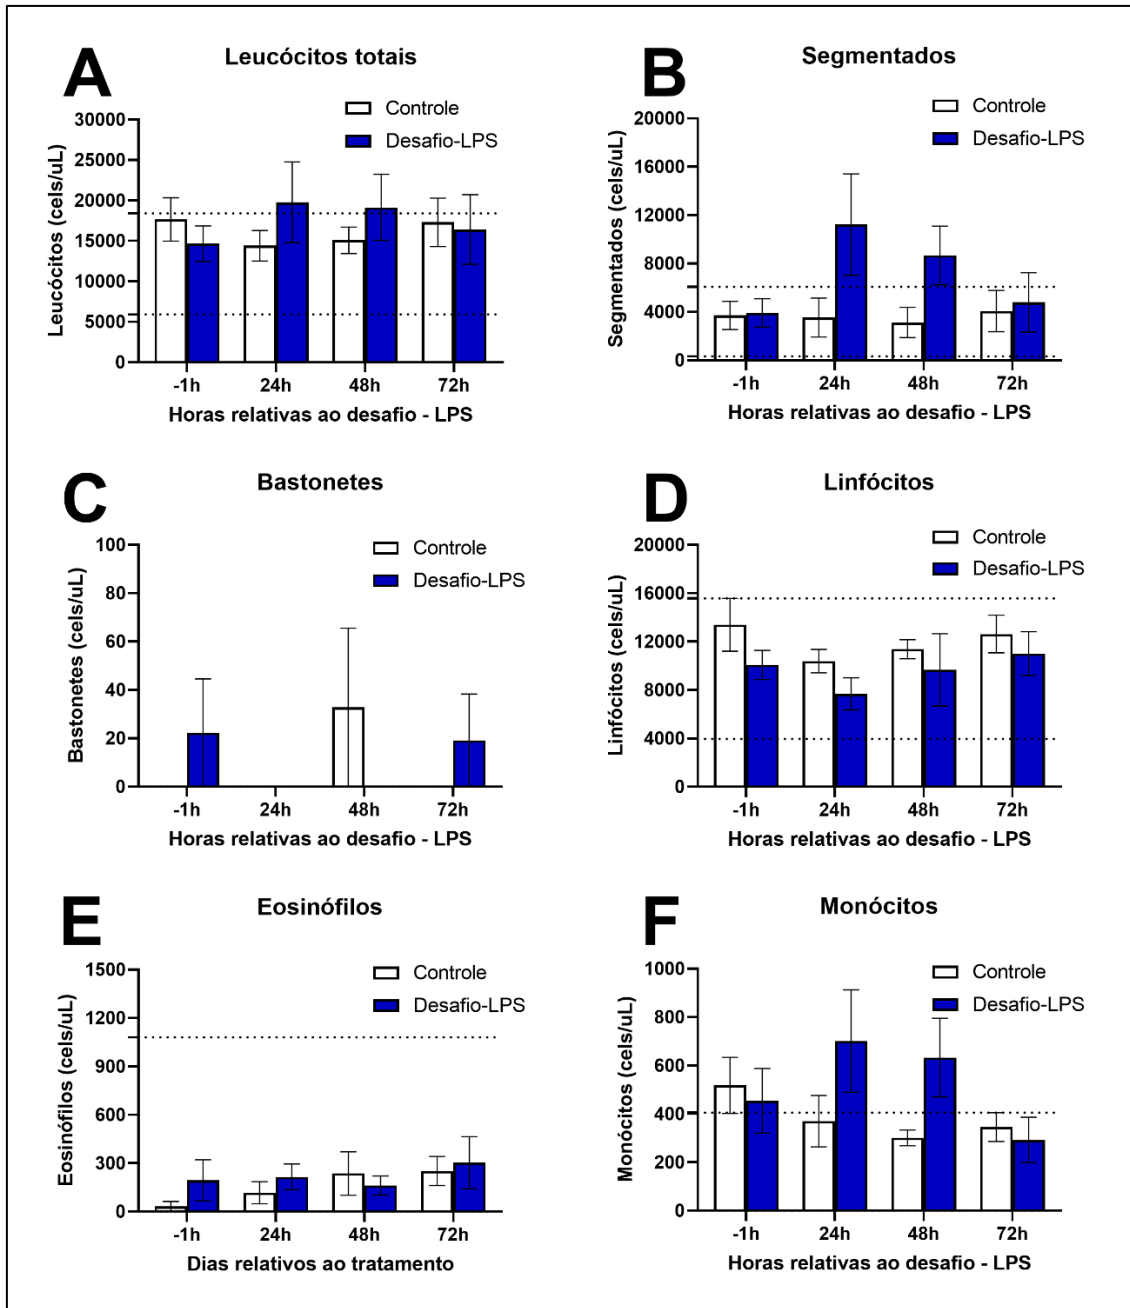 A
Leucócitos totais
Controle
Desafio-LPS
Leucócitos (cels/uL)
30000
25000
20000
15000
10000
5000
0
-1h 24h 48h 72h
Horas relativas ao desafio - LPS
B
Segmentados
Controle
Desafio-LPS
Segmentados (cels/uL)
20000
16000
12000
8000
4000
0
-1h 24h 48h 72h
Horas relativas ao desafio - LPS
C
Bastonetes
Controle
Desafio-LPS
Bastonetes (cels/uL)
100
80
60
40
20
0
-1h 24h 48h 72h
Horas relativas ao desafio - LPS
D
Linfócitos
Controle
Desafio-LPS
Linfócitos (cels/uL)
20000
16000
12000
8000
4000
0
-1h 24h 48h 72h
Horas relativas ao desafio - LPS
E
Eosinófilos
Controle
Desafio-LPS
Eosinófilos (cels/uL)
1500
1200
900
600
300
0
-1h 24h 48h 72h
Dias relativos ao tratamento
F
Monócitos
Controle
Desafio-LPS
Monócitos (cels/uL)
1000
800
600
400
200
0
-1h 24h 48h 72h
Horas relativas ao desafio - LPS